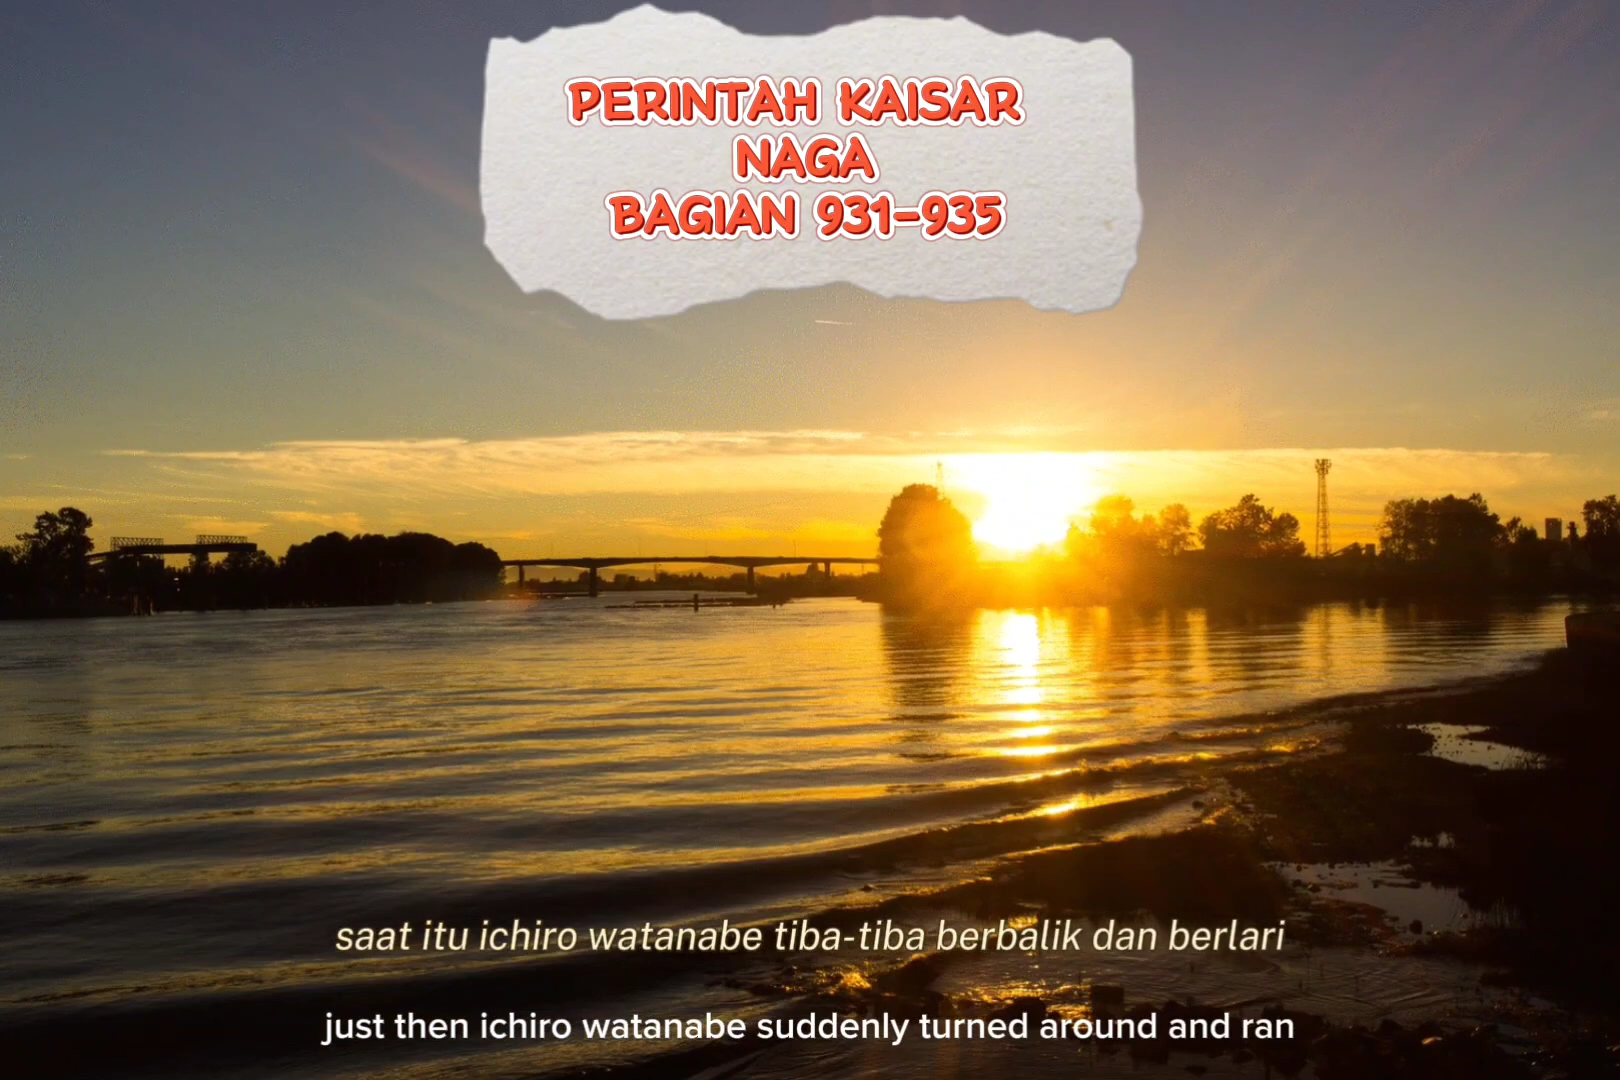 PERINTAH KAISAR
NAGA
BAGIAN 931-935
saat itu ichiro watanabe tiba-tiba berbalik dan berlari
just then ichiro watanabe suddenly turned around and ran